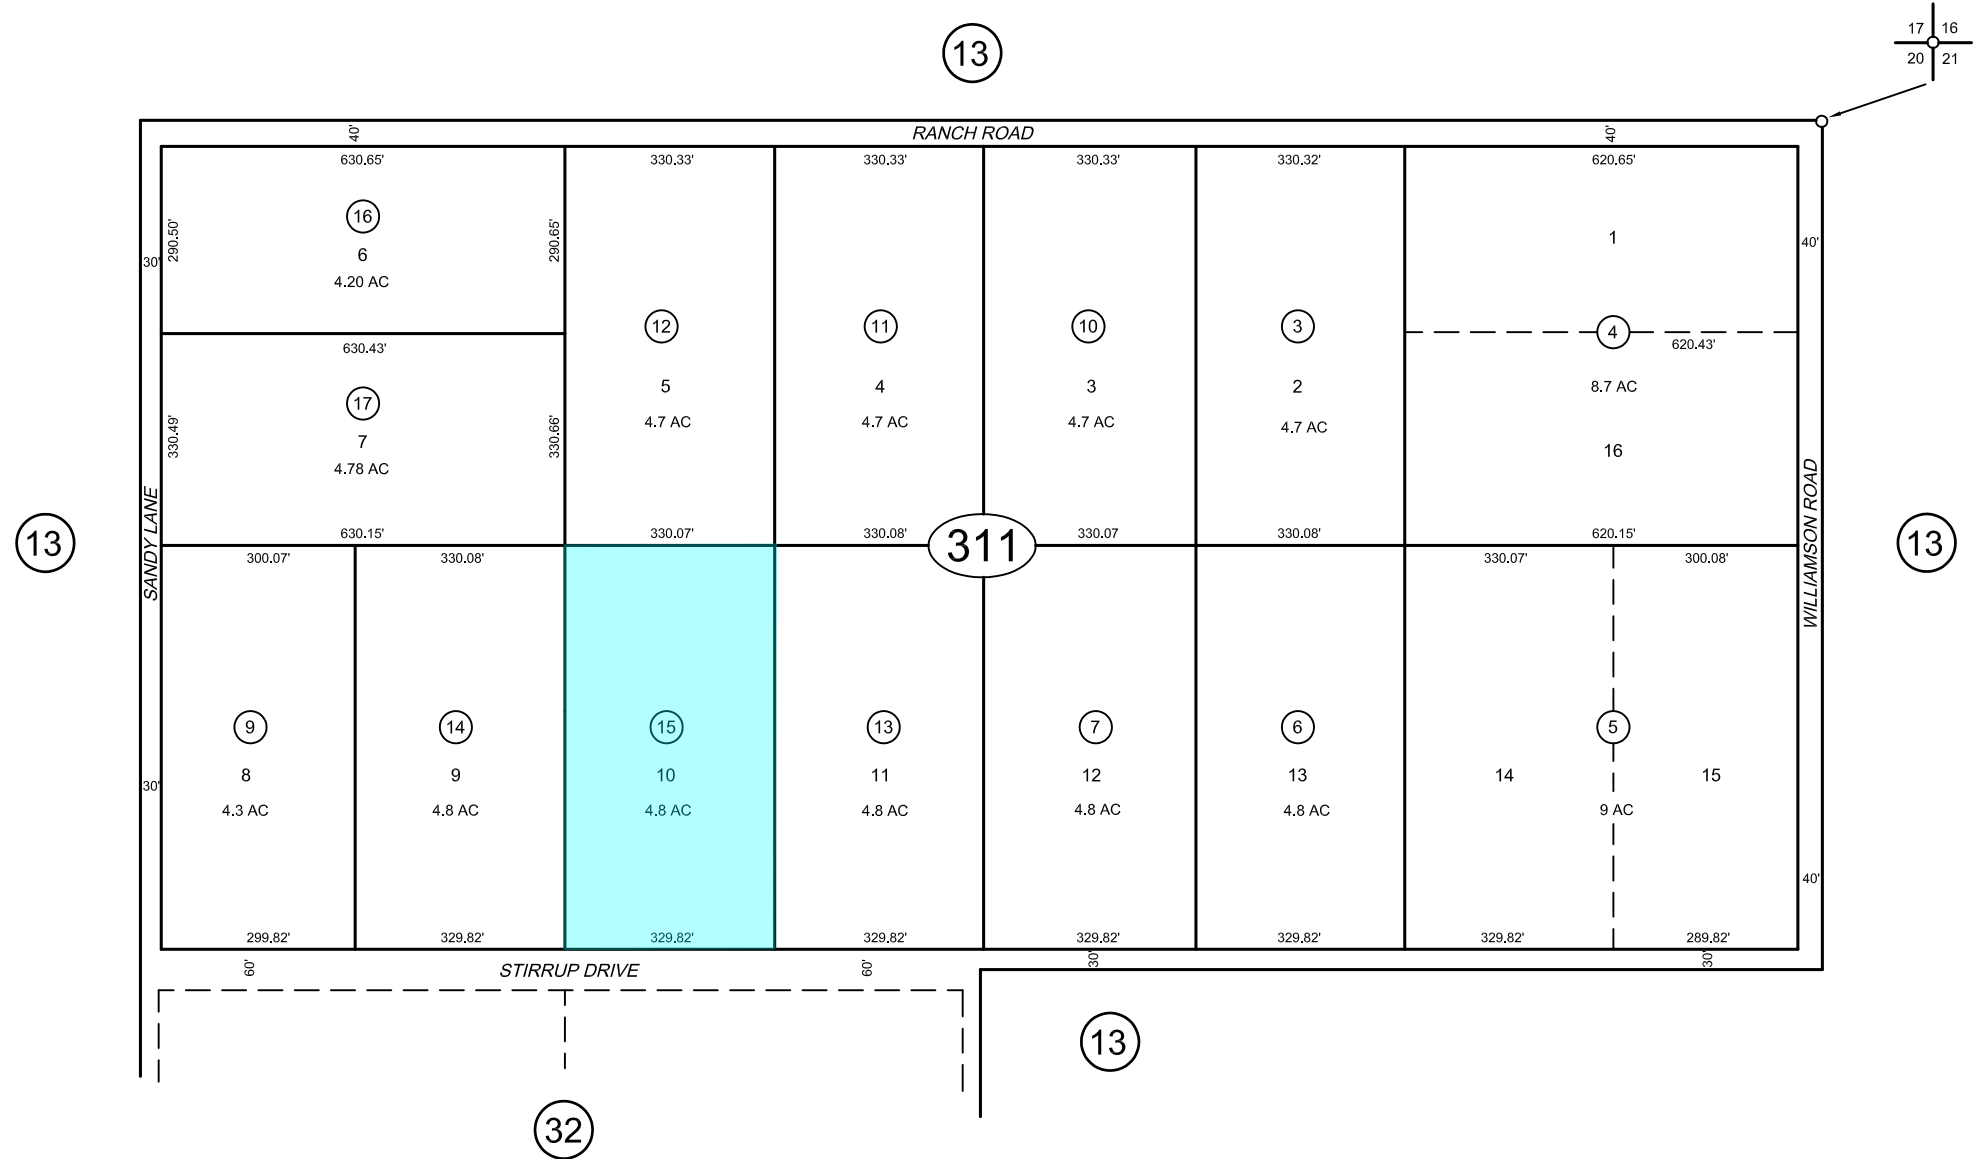 13
17 16
20 21
40' RANCH ROAD 40'
630.65' 330.33' 330.33' 330.33' 330.32' 620.65'
16
6
4.20 AC
290.50'
290.65'
30'
1
40'
12 11 10 3 4
630.43' 620.43'
17
7
4.78 AC
330.49'
330.66'
5 4 3 2 8.7 AC
4.7 AC 4.7 AC 4.7 AC 4.7 AC
16
SANDY LANE
WILLIAMSON ROAD
630.15' 330.07' 330.08' 330.07 330.08' 620.15'
13 311 13
300.07' 330.08' 330.07' 300.08'
9 14 15 13 7 6 5
8 9 10 11 12 13 14 15
30'
4.3 AC 4.8 AC 4.8 AC 4.8 AC 4.8 AC 4.8 AC 9 AC
40'
299.82' 329.82' 329.82' 329.82' 329.82' 329.82' 329.82' 289.82'
60' STIRRUP DRIVE 60' 30' 30'
13
32